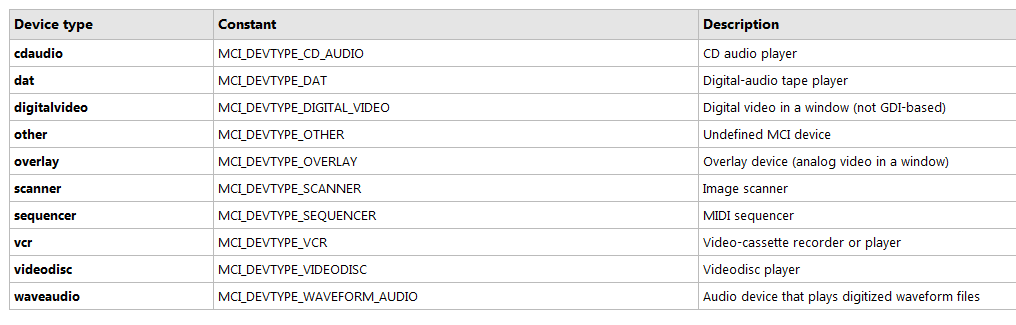 Device type Constant Description
cdaudio MCI_DEVTYPE_CD_AUDIO CD audio player
dat MCI_DEVTYPE_DAT Digital-audio tape player
digitalvideo MCI_DEVTYPE_DIGITAL_VIDEO Digital video in a window (not GDI-based)
other MCI_DEVTYPE_OTHER Undefined MCI device
overlay MCI_DEVTYPE_OVERLAY Overlay device (analog video in a window)
scanner MCI_DEVTYPE_SCANNER Image scanner
sequencer MCI_DEVTYPE_SEQUENCER MIDI sequencer
vcr MCI_DEVTYPE_VCR Video-cassette recorder or player
videodisc MCI_DEVTYPE_VIDEODISC Videodisc player
waveaudio MCI_DEVTYPE_WAVEFORM_AUDIO Audio device that plays digitized waveform files